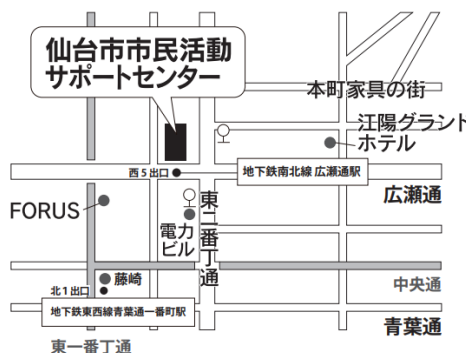 仙台市市民活動
サポートセンター
本町家具の街
江陽グランド
ホテル
西5出口
地下鉄南北線 広瀬通駅
広瀬通
FORUS
電力
ビル
東二番丁通
藤崎
中央通
北1出口
地下鉄東西線青葉通一番町駅
青葉通
東一番丁通